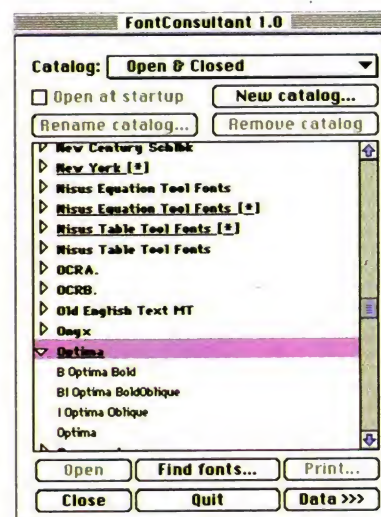 FontConsultant 1.0
Catalog: Open & Closed
Open at startup New catalog...
Rename catalog... Remove catalog
New Century Schlbk
New York [*]
Nisus Equation Tool Fonts
Nisus Equation Tool Fonts [*]
Nisus Table Tool Fonts [*]
Nisus Table Tool Fonts
OCRA.
OCRB.
Old English Text MT
Onyx
Optima
B Optima Bold
BI Optima BoldOblique
I Optima Oblique
Optima
Open Find fonts... Print...
Close Quit Data >>>